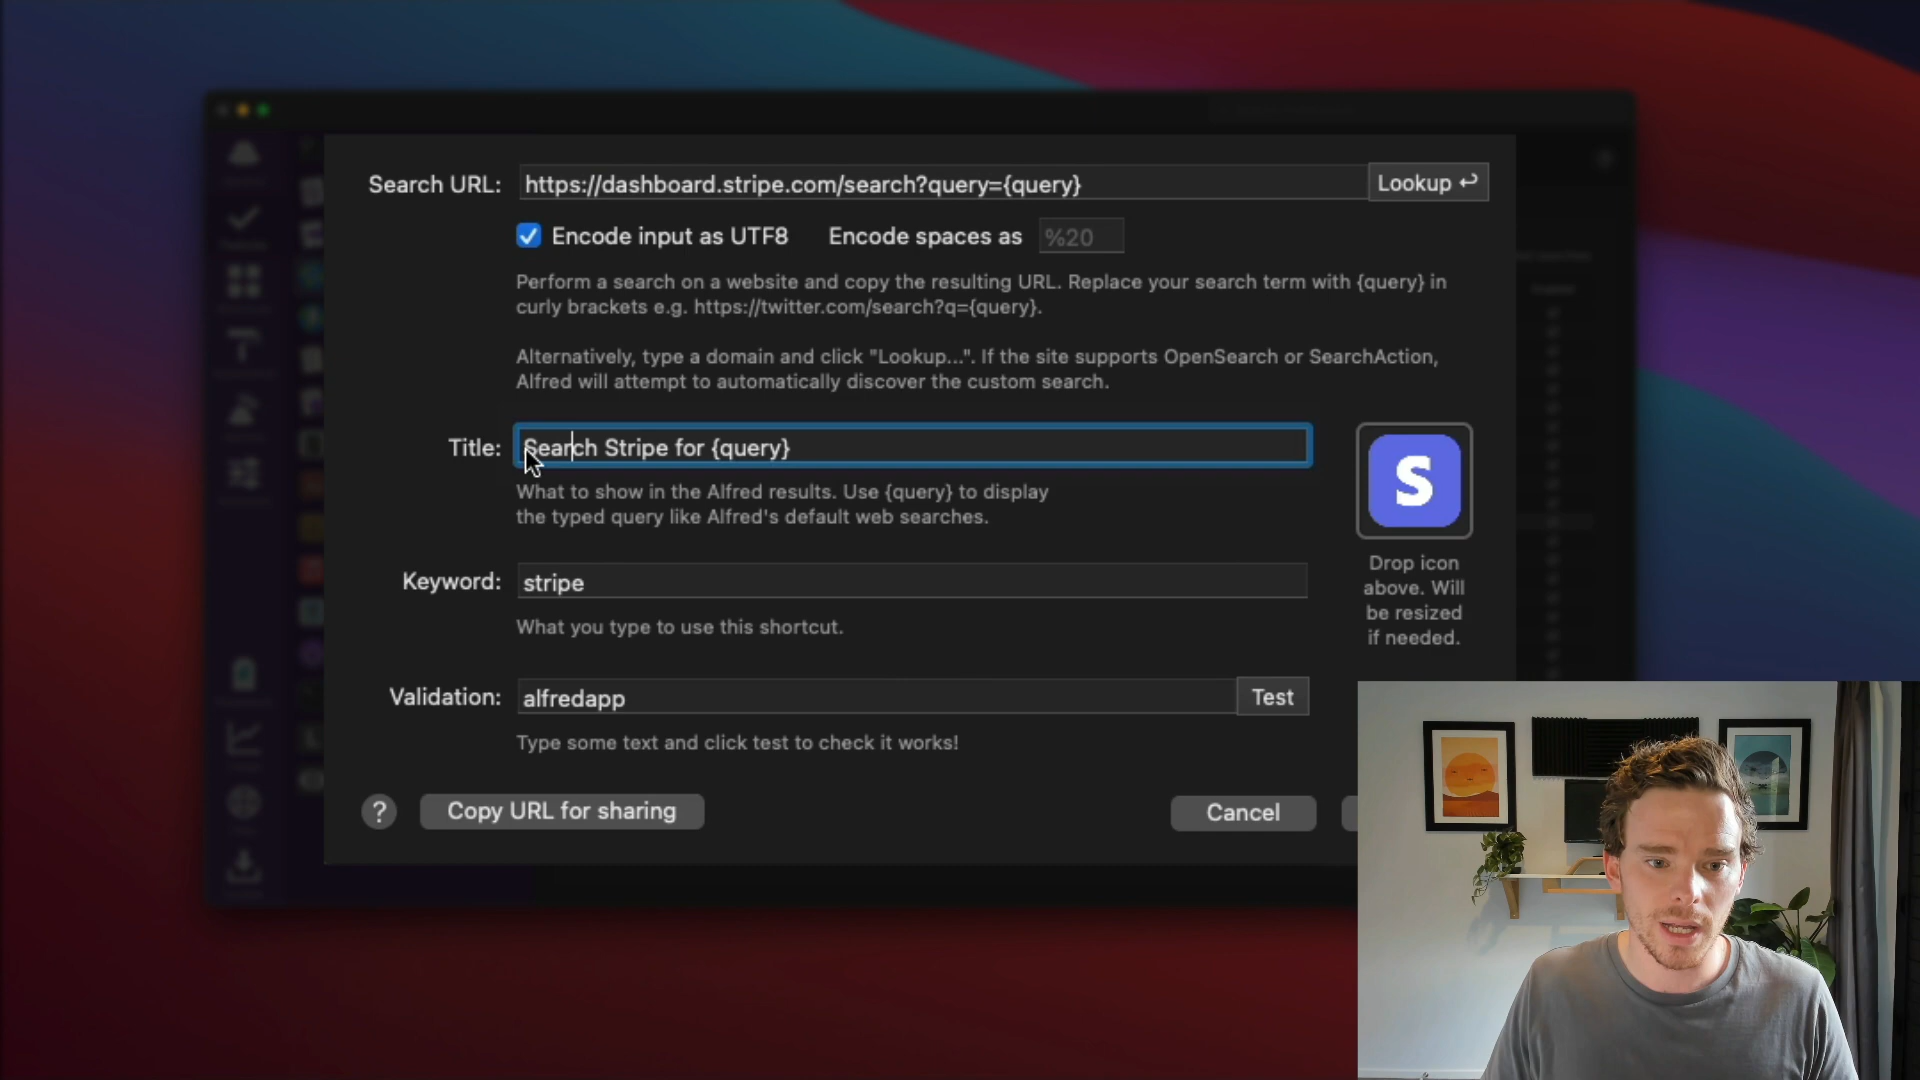 Search URL: https://dashboard.stripe.com/search?query={query} Lookup ↩
Encode input as UTF8 Encode spaces as %20
Perform a search on a website and copy the resulting URL. Replace your search term with {query} in
curly brackets e.g. https://twitter.com/search?q={query}.
Alternatively, type a domain and click "Lookup...". If the site supports OpenSearch or SearchAction,
Alfred will attempt to automatically discover the custom search.
Title: Search Stripe for {query}
S
What to show in the Alfred results. Use {query} to display
the typed query like Alfred's default web searches.
Drop icon
above. Will
be resized
if needed.
Keyword: stripe
What you type to use this shortcut.
Validation: alfredapp Test
Type some text and click test to check it works!
? Copy URL for sharing Cancel